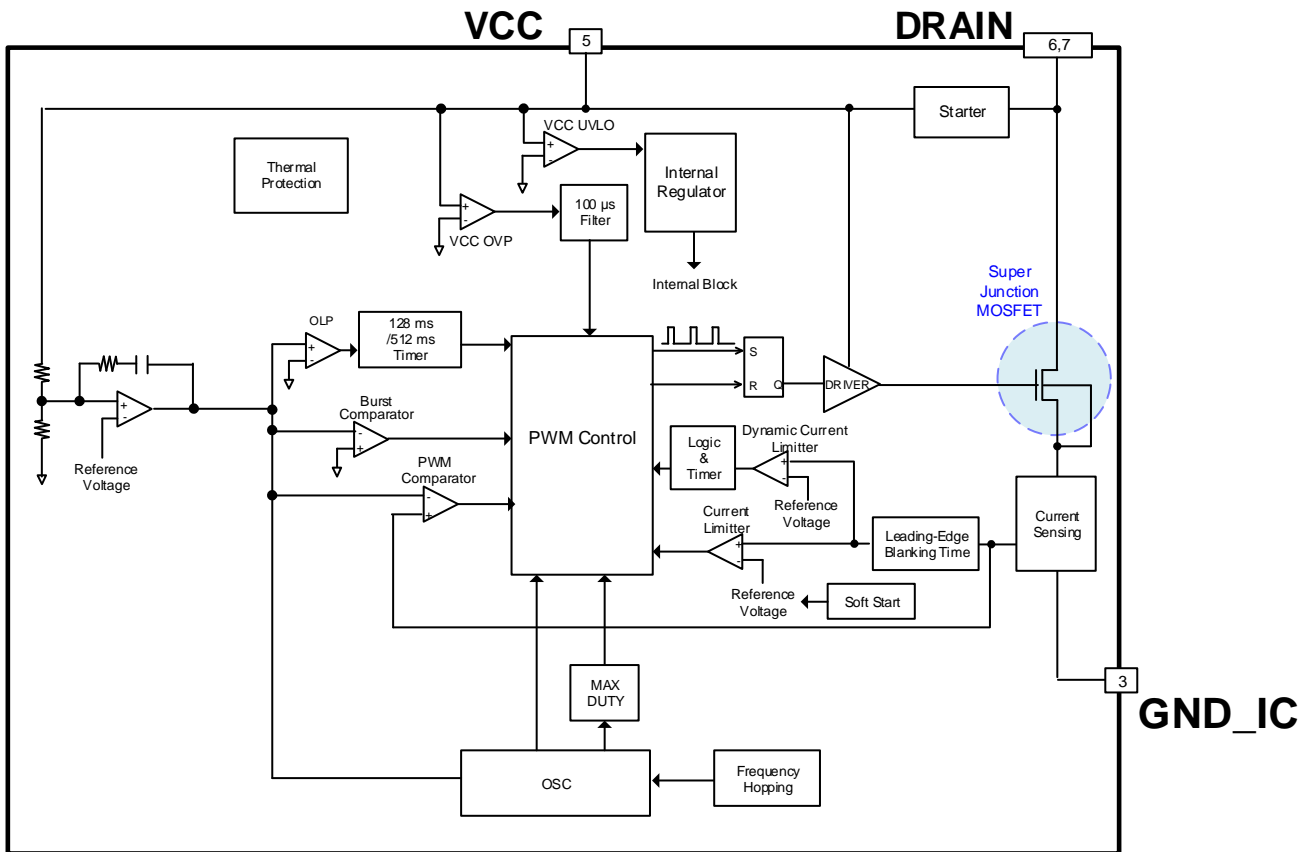 VCC
DRAIN
5
6,7
Starter
VCC UVLO
+
-
Thermal
Protection
Internal
Regulator
100 µs
Filter
+
-
VCC OVP
Internal Block
Super
Junction
MOSFET
OLP
128 ms
/512 ms
Timer
+
-
S
R
Q
DRIVER
PWM Control
+
-
Reference
Voltage
Burst
Comparator
-
+
PWM
Comparator
-
+
Dynamic Current
Limitter
Logic
&
Timer
+
-
Reference
Voltage
Current
Limitter
+
-
Leading-Edge
Blanking Time
Current
Sensing
Reference
Voltage
Soft Start
MAX
DUTY
3
GND_IC
OSC
Frequency
Hopping